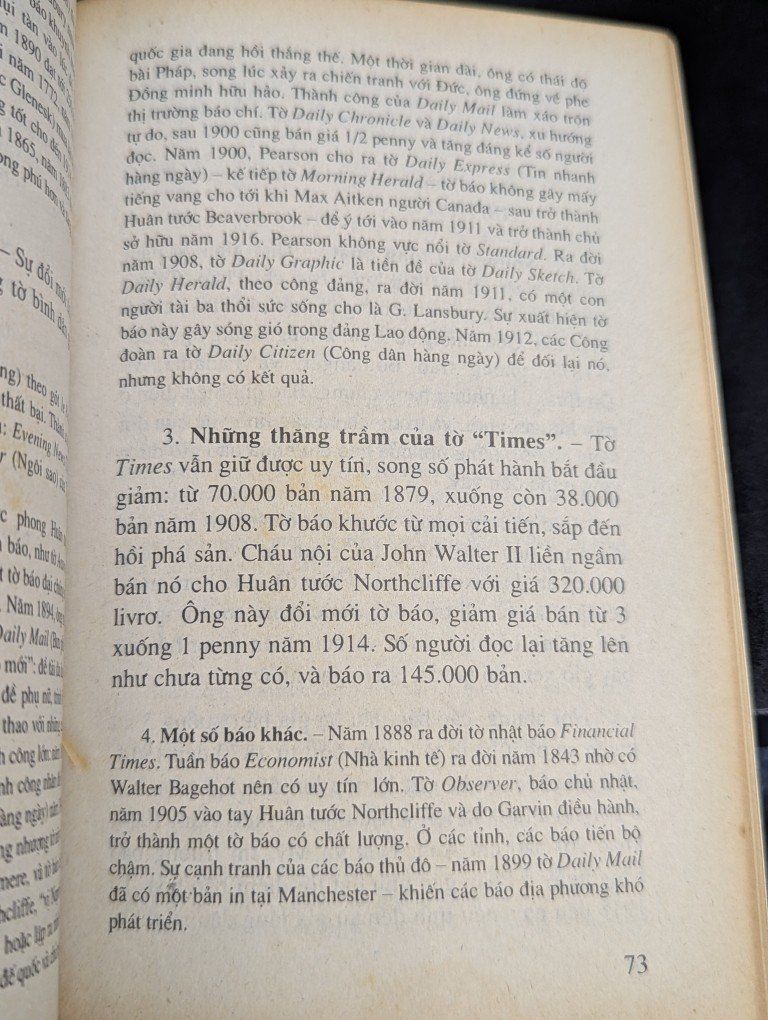 quốc gia đang hồi thắng thế. Một thời gian dài, ông có thái độ
bài Pháp, song lúc xảy ra chiến tranh với Đức, ông đứng về phe
Đồng minh hữu hảo. Thành công của Daily Mail làm xáo trộn
thị trường báo chí. Tờ Daily Chronicle và Daily News, xu hướng
tự do, sau 1900 cũng bán giá 1/2 penny và tăng đáng kể số người
đọc. Năm 1900, Pearson cho ra tờ Daily Express (Tin nhanh
hàng ngày) – kế tiếp tờ Morning Herald – tờ báo không gây mấy
tiếng vang cho tới khi Max Aitken người Canada – sau trở thành
Huân tước Beaverbrook – để ý tới vào năm 1911 và trở thành chủ
sở hữu năm 1916. Pearson không vực nổi tờ Standard. Ra đời
năm 1908, tờ Daily Graphic là tiền đề của tờ Daily Sketch. Tờ
Daily Herald, theo công đảng, ra đời năm 1911, có một con
người tài ba thổi sức sống cho là G. Lansbury. Sự xuất hiện tờ
báo này gây sóng gió trong đảng Lao động. Năm 1912, các Công
đoàn ra tờ Daily Citizen (Công dân hàng ngày) để đối lại nó,
nhưng không có kết quả.
3. Những thăng trầm của tờ “Times”. – Tờ
Times vẫn giữ được uy tín, song số phát hành bắt đầu
giảm: từ 70.000 bản năm 1879, xuống còn 38.000
bản năm 1908. Tờ báo khước từ mọi cải tiến, sắp đến
hồi phá sản. Cháu nội của John Walter II liền ngầm
bán nó cho Huân tước Northcliffe với giá 320.000
livrơ. Ông này đổi mới tờ báo, giảm giá bán từ 3
xuống 1 penny năm 1914. Số người đọc lại tăng lên
như chưa từng có, và báo ra 145.000 bản.
4. Một số báo khác. – Năm 1888 ra đời tờ nhật báo Financial
Times. Tuần báo Economist (Nhà kinh tế) ra đời năm 1843 nhờ có
Walter Bagehot nên có uy tín lớn. Tờ Observer, báo chủ nhật,
năm 1905 vào tay Huân tước Northcliffe và do Garvin điều hành,
trở thành một tờ báo có chất lượng. Ở các tỉnh, các báo tiến bộ
chậm. Sự cạnh tranh của các báo thủ đô – năm 1899 tờ Daily Mail
đã có một bản in tại Manchester – khiến các báo địa phương khó
phát triển.
73